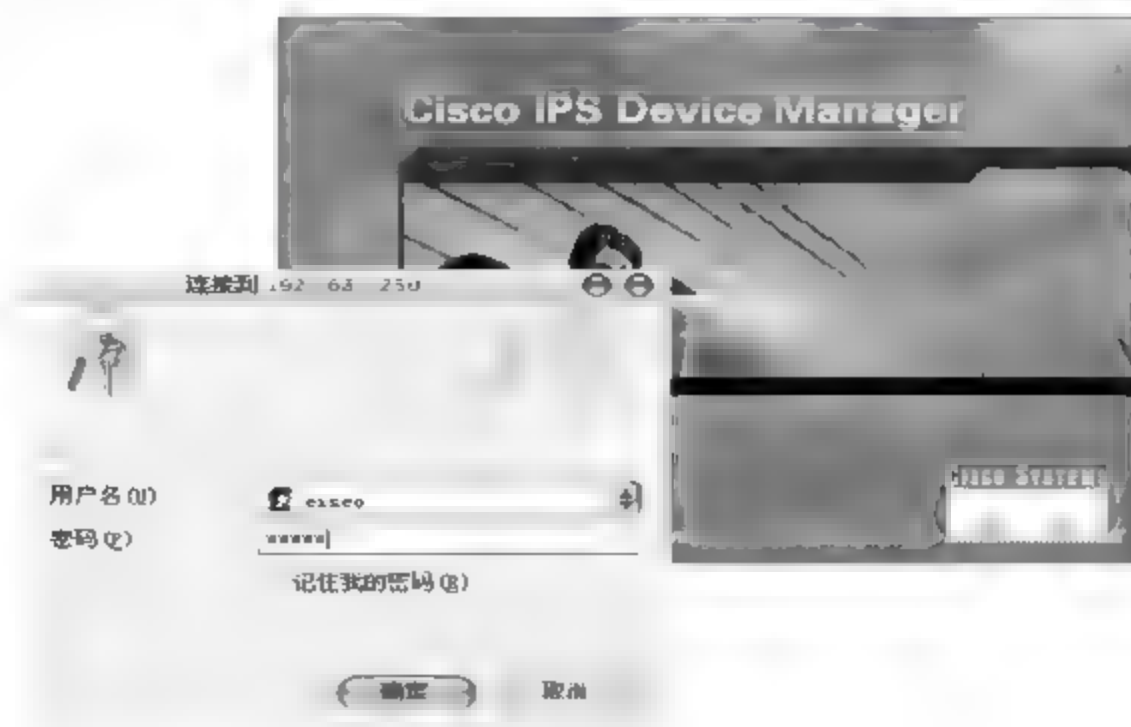 Cisco IPS Device Manager
连接到 192 68 250
用户名(U)
cisco
密码(P)
*****
记住我的密码(R)
确定 取消
CISCO SYSTEMS